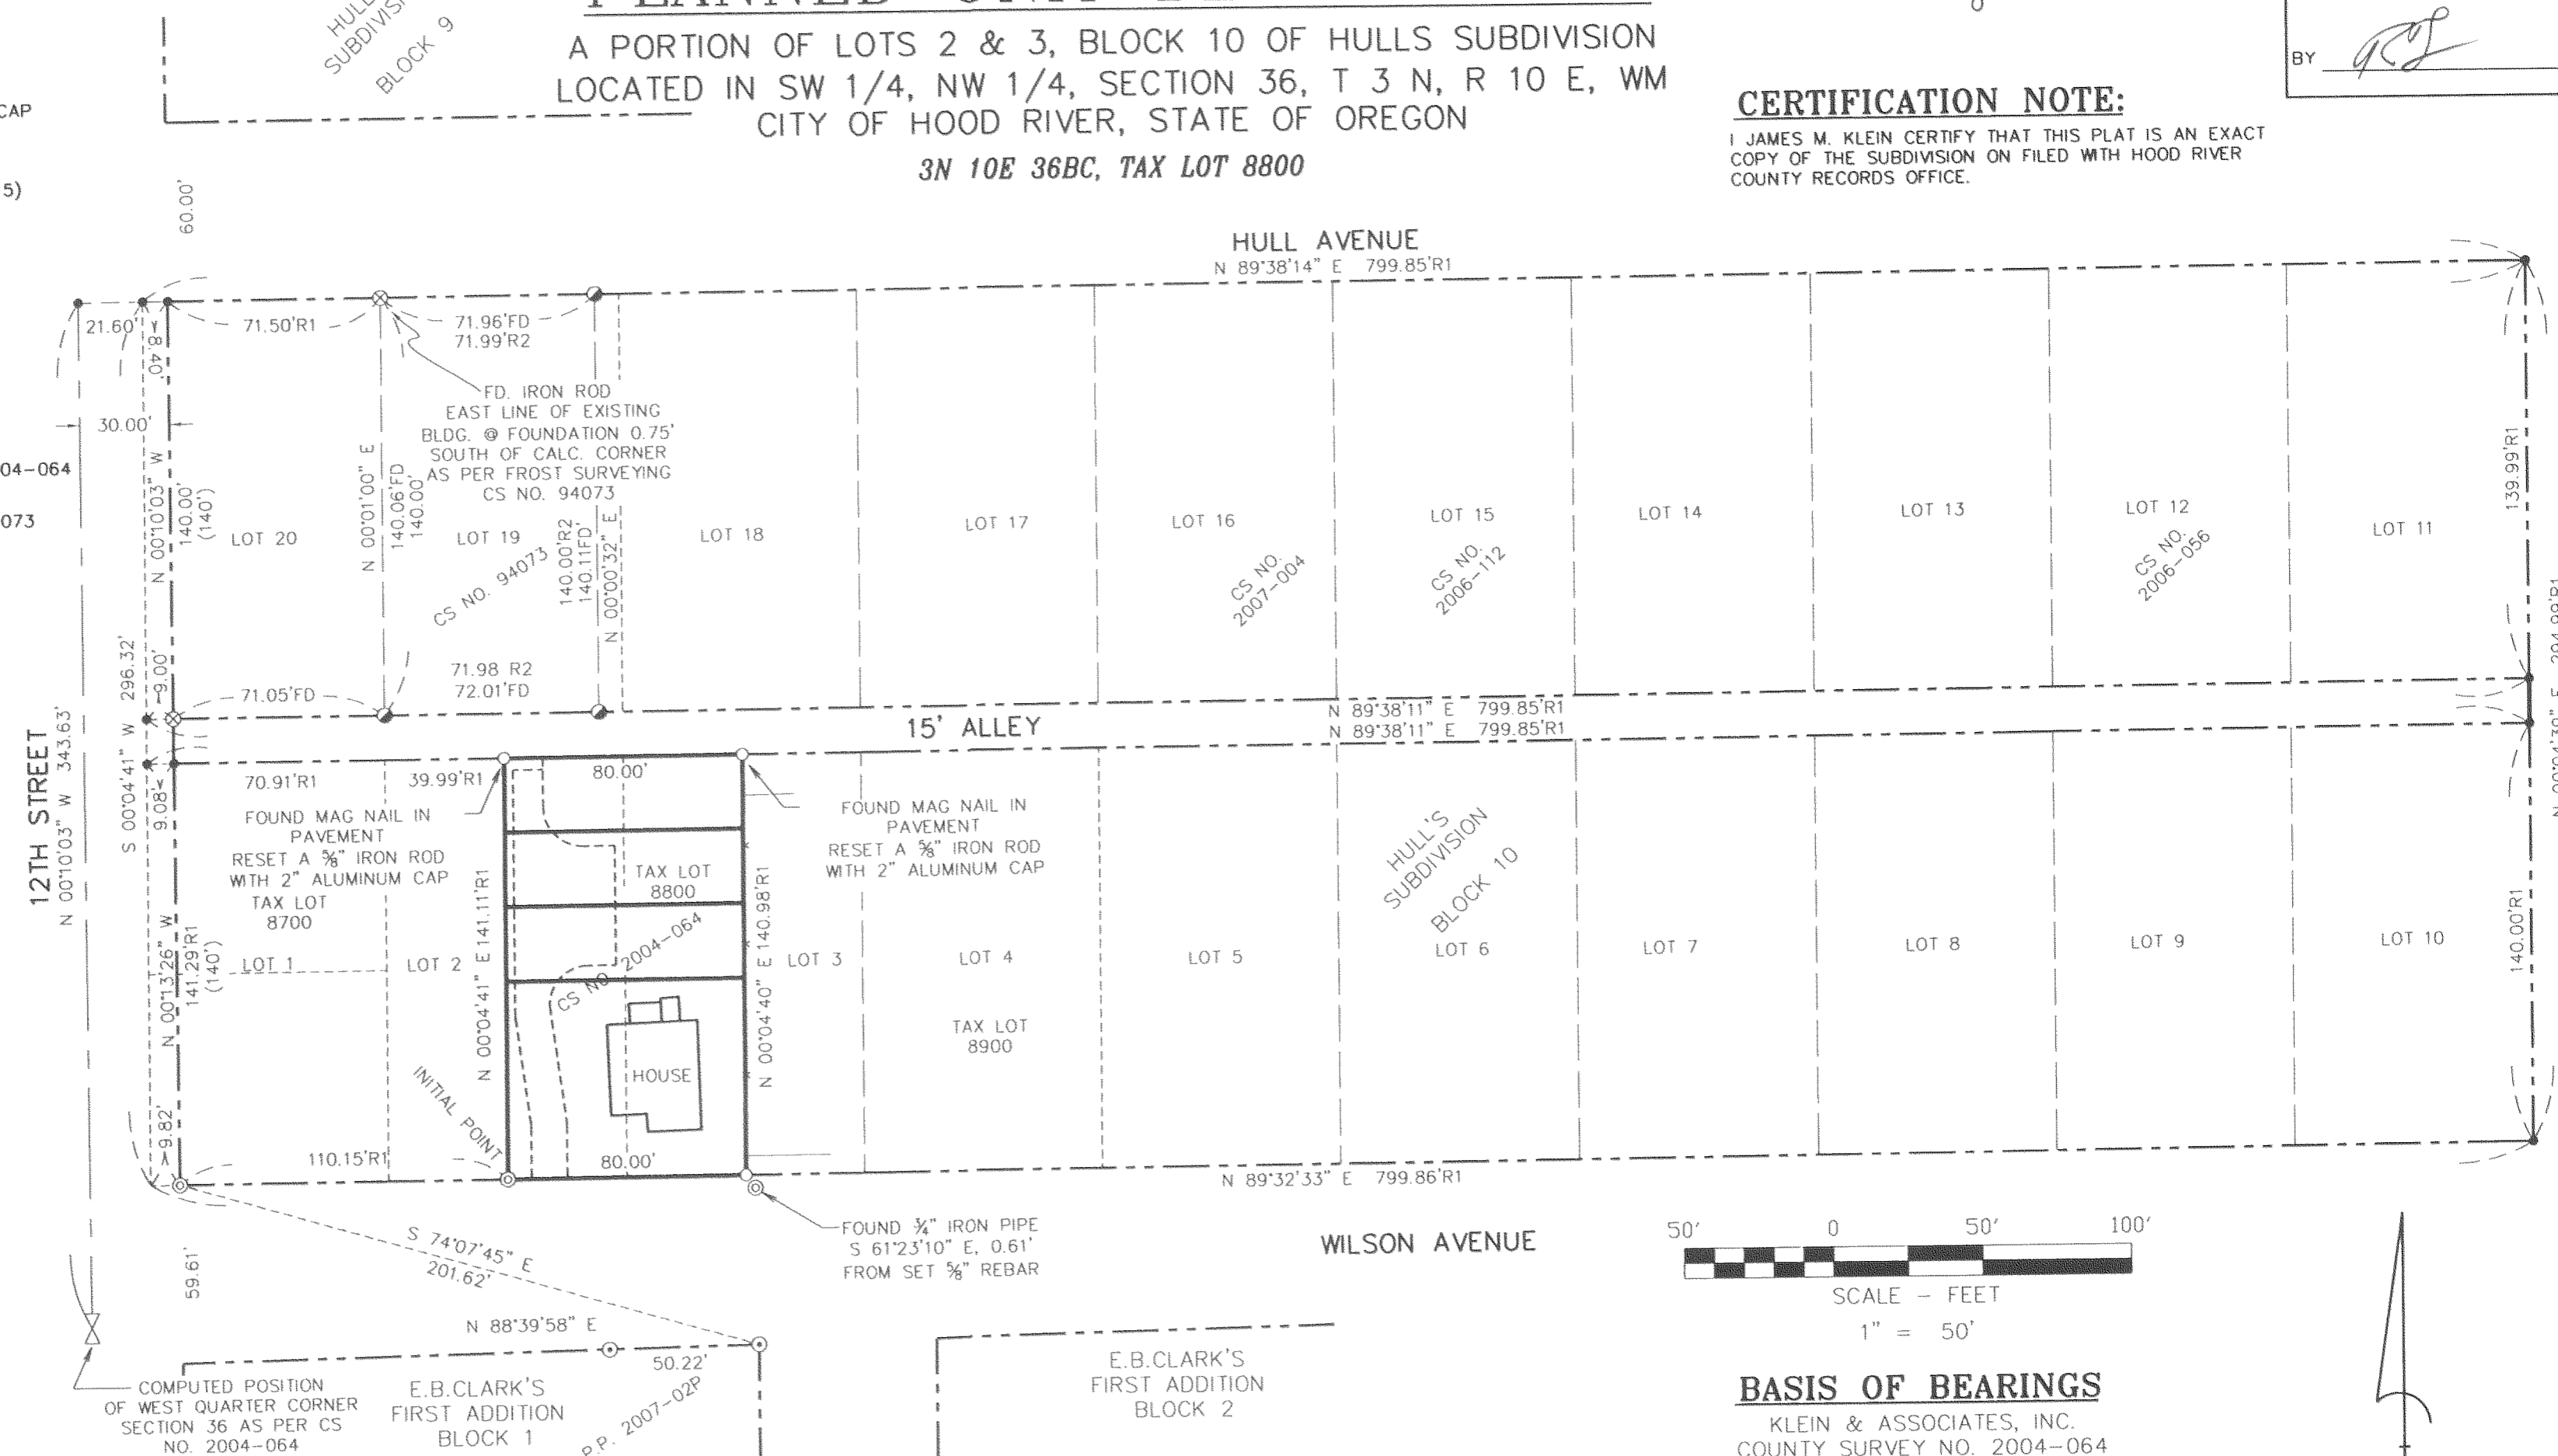 HULL'S
SUBDIVISION
BLOCK 9
A PORTION OF LOTS 2 & 3, BLOCK 10 OF HULLS SUBDIVISION
LOCATED IN SW 1/4, NW 1/4, SECTION 36, T 3 N, R 10 E, WM
CITY OF HOOD RIVER, STATE OF OREGON
3N 10E 36BC, TAX LOT 8800
BY
CERTIFICATION NOTE:
I JAMES M. KLEIN CERTIFY THAT THIS PLAT IS AN EXACT
COPY OF THE SUBDIVISION ON FILED WITH HOOD RIVER
COUNTY RECORDS OFFICE.
CAP
5)
04-064
073
60.00'
HULL AVENUE
N 89°38'14" E 799.85'R1
21.60'
8.40'
71.50'R1
71.96'FD
71.99'R2
30.00'
FD. IRON ROD
EAST LINE OF EXISTING
BLDG. @ FOUNDATION 0.75'
SOUTH OF CALC. CORNER
AS PER FROST SURVEYING
CS NO. 94073
N 00°10'03" W
140.00'
(140')
LOT 20
N 00°01'00" E
140.06'FD
140.00'
LOT 19
CS NO. 94073
140.00'R2
140.11'FD
N 00°00'32" E
LOT 18
LOT 17
LOT 16
CS NO.
2007-004
LOT 15
CS NO.
2006-112
LOT 14
LOT 13
LOT 12
CS NO.
2006-056
LOT 11
139.99'R1
12TH STREET
N 00°10'03" W 343.63'
S 00°04'41" W 296.32'
9.00'
71.05'FD
71.98 R2
72.01'FD
15' ALLEY
N 89°38'11" E 799.85'R1
N 89°38'11" E 799.85'R1
9.08'
70.91'R1
39.99'R1
80.00'
FOUND MAG NAIL IN
PAVEMENT
RESET A ⅝" IRON ROD
WITH 2" ALUMINUM CAP
TAX LOT
8700
FOUND MAG NAIL IN
PAVEMENT
RESET A ⅝" IRON ROD
WITH 2" ALUMINUM CAP
TAX LOT
8800
CS NO. 2004-064
N 00°13'26" W
141.29'R1
(140')
LOT 1
LOT 2
N 00°04'41" E 141.11'R1
N 00°04'40" E 140.98'R1
HOUSE
LOT 3
LOT 4
TAX LOT
8900
LOT 5
HULL'S
SUBDIVISION
BLOCK 10
LOT 6
LOT 7
LOT 8
LOT 9
LOT 10
140.00'R1
INITIAL POINT
9.82'
110.15'R1
80.00'
N 89°32'33" E 799.86'R1
FOUND ¾" IRON PIPE
S 61°23'10" E, 0.61'
FROM SET ⅝" REBAR
WILSON AVENUE
59.61'
S 74°07'45" E
201.62'
N 88°39'58" E
50.22'
COMPUTED POSITION
OF WEST QUARTER CORNER
SECTION 36 AS PER CS
NO. 2004-064
E.B.CLARK'S
FIRST ADDITION
BLOCK 1
P.P. 2007-02P
E.B.CLARK'S
FIRST ADDITION
BLOCK 2
50' 0 50' 100'
SCALE - FEET
1" = 50'
BASIS OF BEARINGS
KLEIN & ASSOCIATES, INC.
COUNTY SURVEY NO. 2004-064